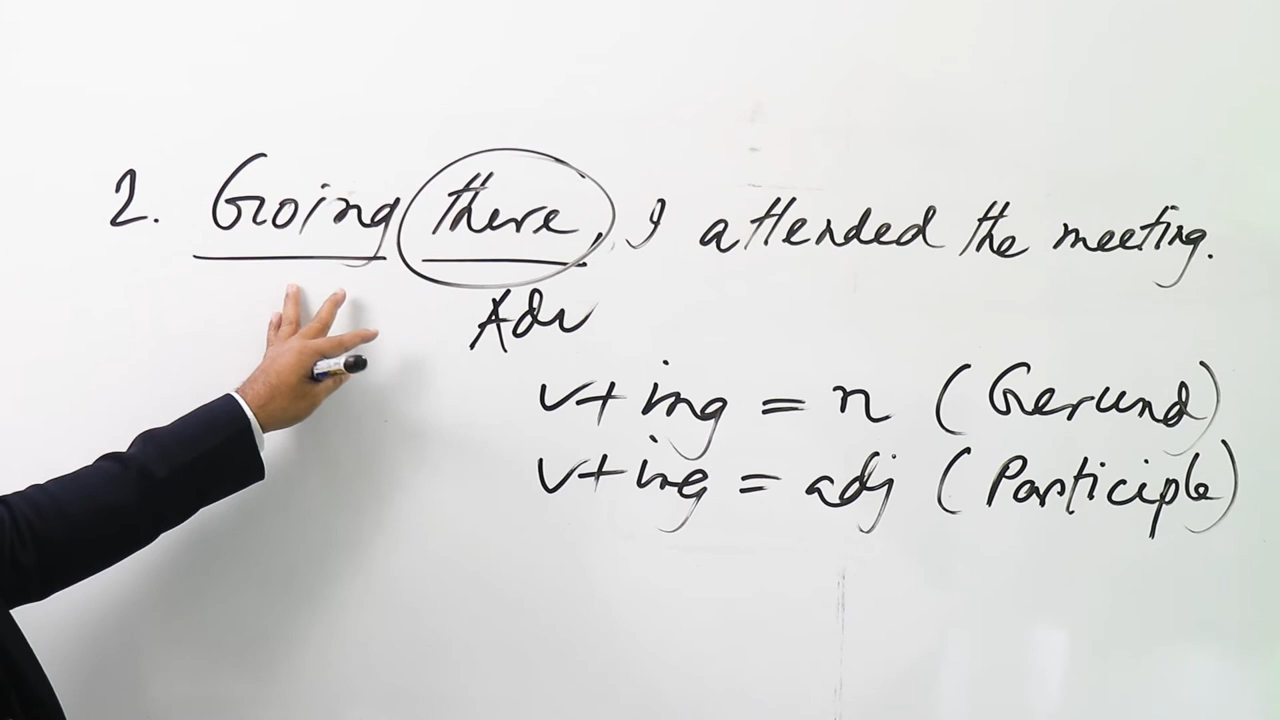 2. Going there, I attended the meeting.
Adv
v+ing = n (Gerund)
v+ing = adj (Participle)